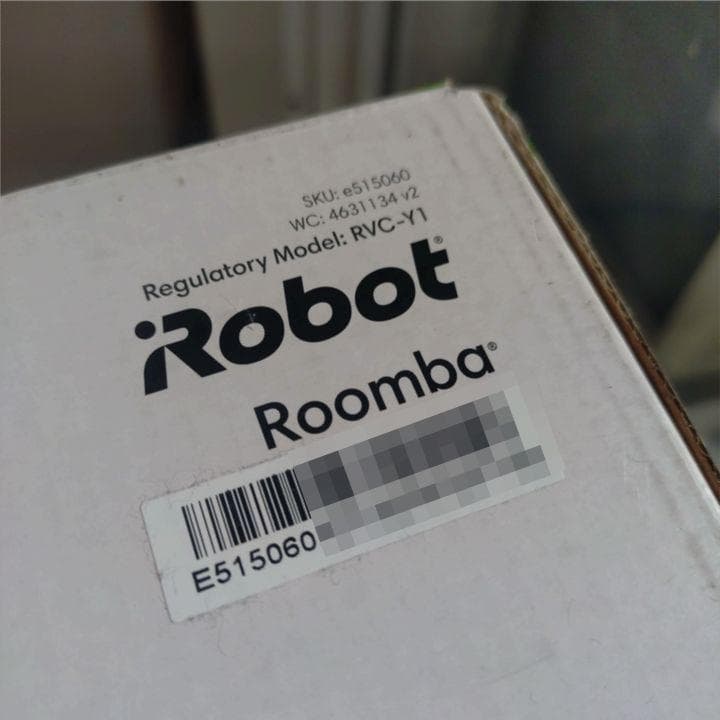 SKU: e515060
WC: 4631134 v2
Regulatory Model: RVC-Y1
iRobot®
Roomba®
E515060